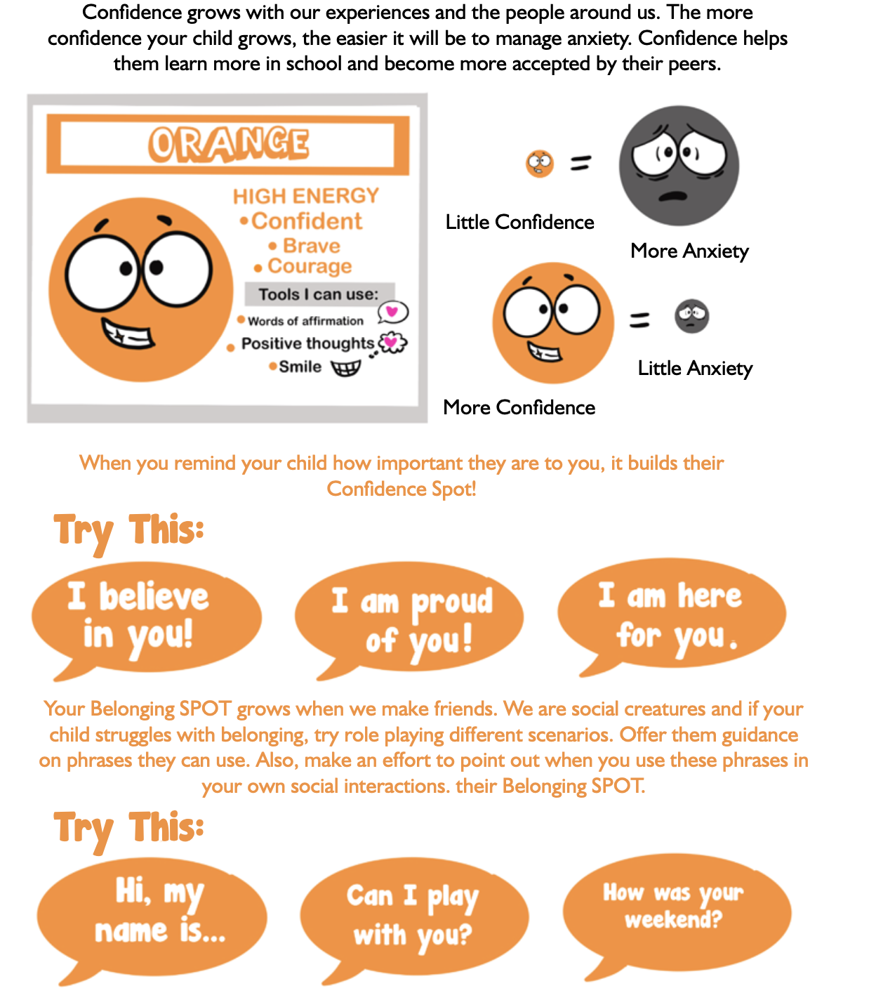 Confidence grows with our experiences and the people around us. The more
confidence your child grows, the easier it will be to manage anxiety. Confidence helps
them learn more in school and become more accepted by their peers.
ORANGE
HIGH ENERGY
•Confident
• Brave
• Courage
Tools I can use:
• Words of affirmation
• Positive thoughts
•Smile
=
Little Confidence
More Anxiety
=
Little Anxiety
More Confidence
When you remind your child how important they are to you, it builds their
Confidence Spot!
Try This:
I believe
in you!
I am proud
of you!
I am here
for you.
Your Belonging SPOT grows when we make friends. We are social creatures and if your
child struggles with belonging, try role playing different scenarios. Offer them guidance
on phrases they can use. Also, make an effort to point out when you use these phrases in
your own social interactions. their Belonging SPOT.
Try This:
Hi, my
name is...
Can I play
with you?
How was your
weekend?